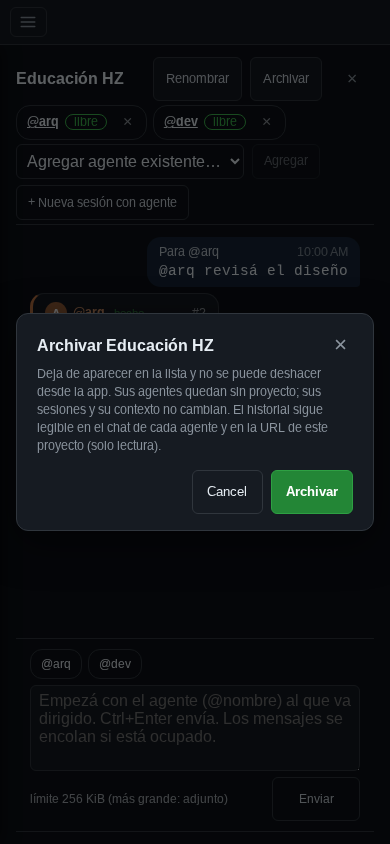 Educación HZ
Renombrar
Archivar
×
@arq libre ×
@dev libre ×
Agregar agente existente…
Agregar
+ Nueva sesión con agente
Para @arq 10:00 AM
@arq revisá el diseño
@arq #2
Archivar Educación HZ
×
Deja de aparecer en la lista y no se puede deshacer
desde la app. Sus agentes quedan sin proyecto; sus
sesiones y su contexto no cambian. El historial sigue
legible en el chat de cada agente y en la URL de este
proyecto (solo lectura).
Cancel
Archivar
@arq
@dev
Empezá con el agente (@nombre) al que va
dirigido. Ctrl+Enter envía. Los mensajes se
encolan si está ocupado.
límite 256 KiB (más grande: adjunto)
Enviar